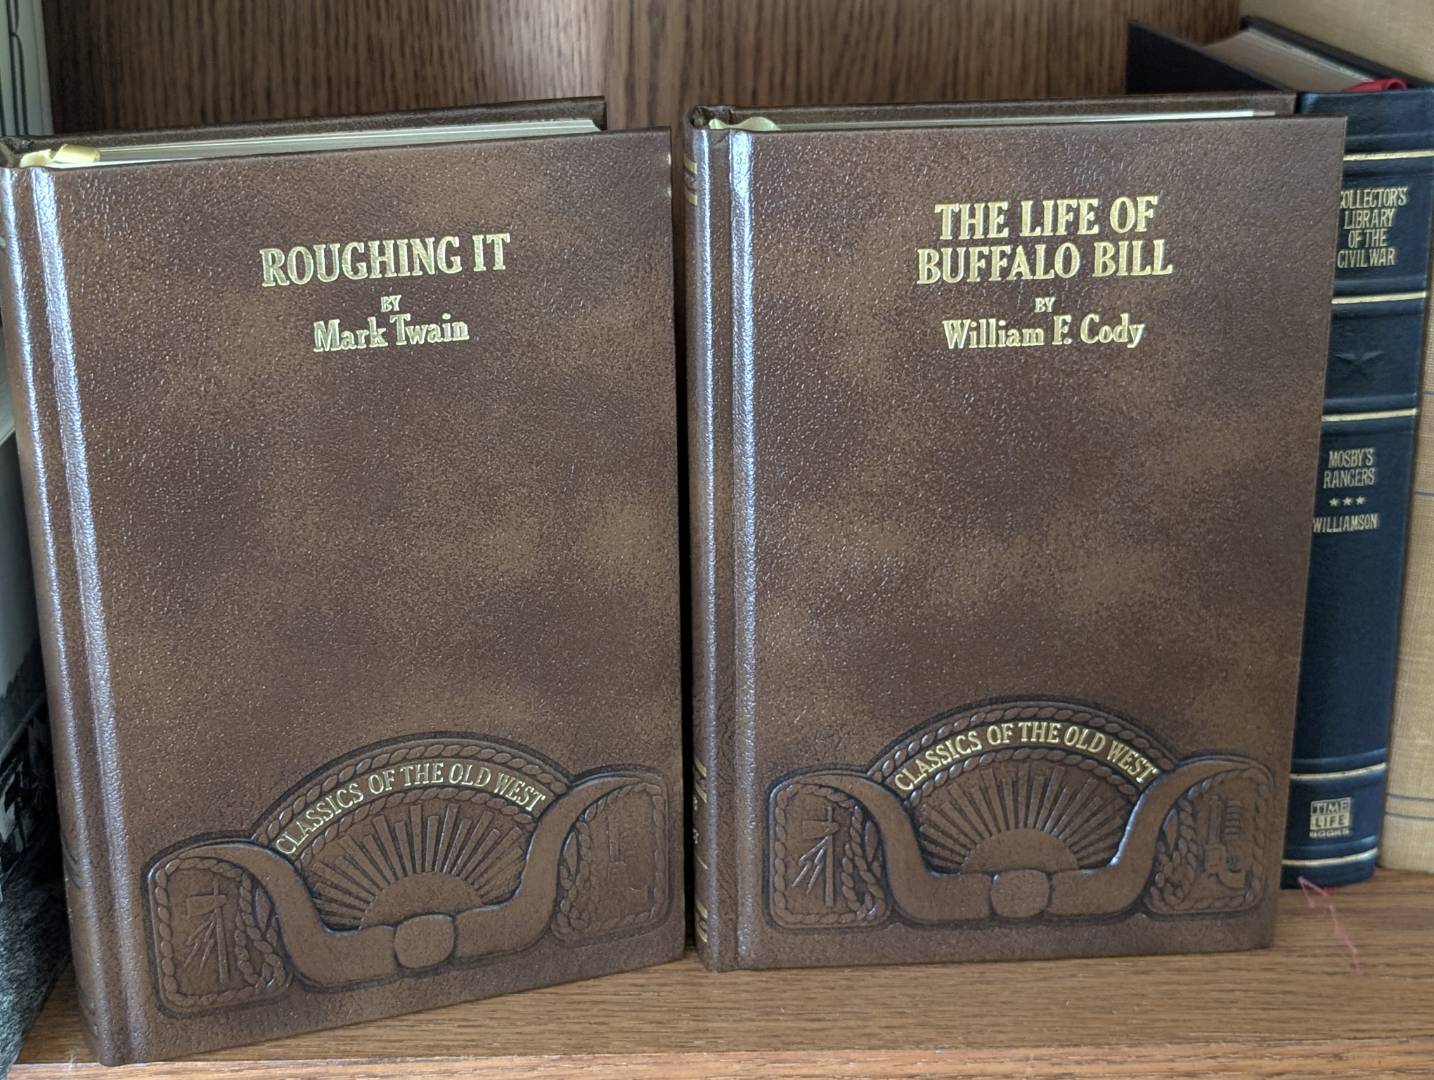 ROUGHING IT
BY
Mark Twain
CLASSICS OF THE OLD WEST
THE LIFE OF
BUFFALO BILL
BY
William F. Cody
CLASSICS OF THE OLD WEST
COLLECTOR'S
LIBRARY
OF THE
CIVIL WAR
MOSBY'S
RANGERS
★★★
WILLIAMSON
TIME
LIFE
BOOKS